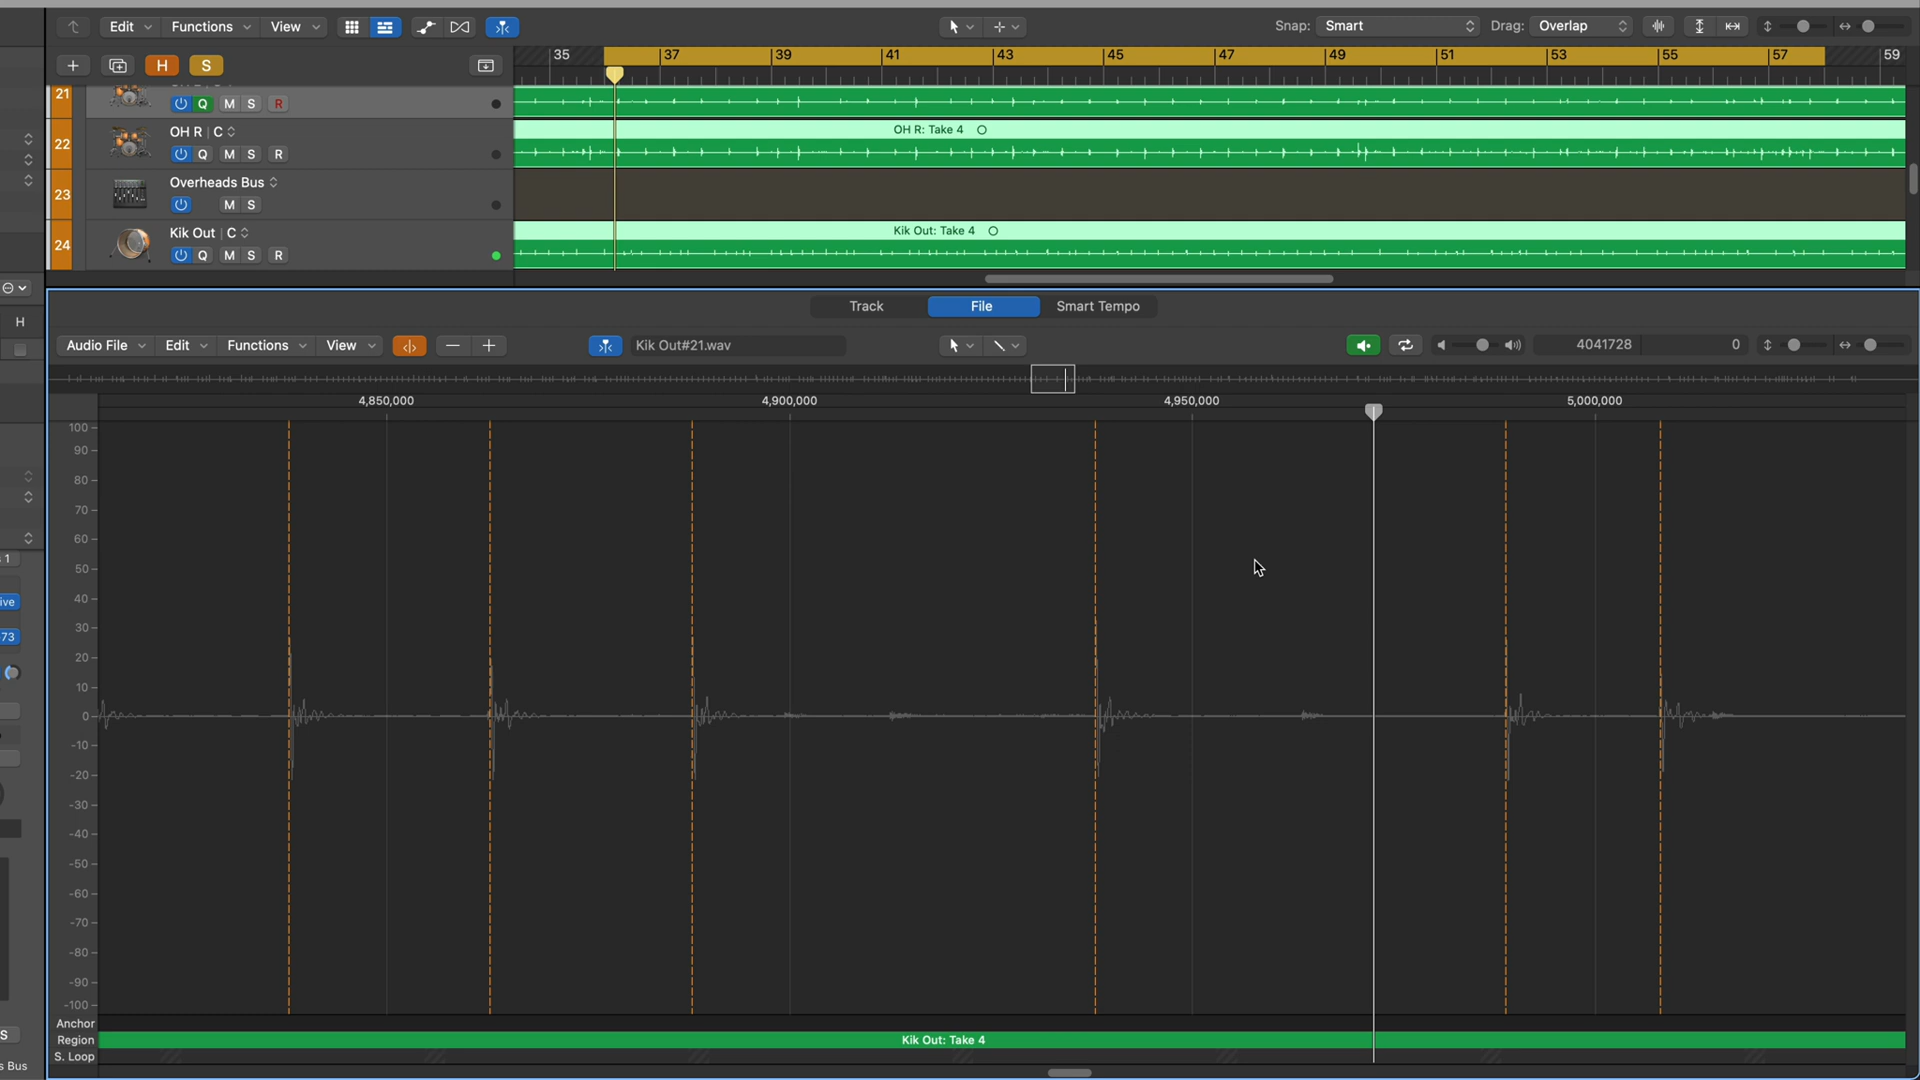 Edit Functions View Snap: Smart Drag: Overlap
H S 35 37 39 41 43 45 47 49 51 53 55 57 59
21 Q M S R
22 OH R | C Q M S R OH R: Take 4
23 Overheads Bus M S
24 Kik Out | C Q M S R Kik Out: Take 4
H
Track File Smart Tempo
Audio File Edit Functions View Kik Out#21.wav 4041728 0
4,850,000 4,900,000 4,950,000 5,000,000
100
90
80
70
60
50
40
30
20
10
0
-10
-20
-30
-40
-50
-60
-70
-80
-90
-100
1
ive
73
S
s Bus
Anchor
Region Kik Out: Take 4
S. Loop